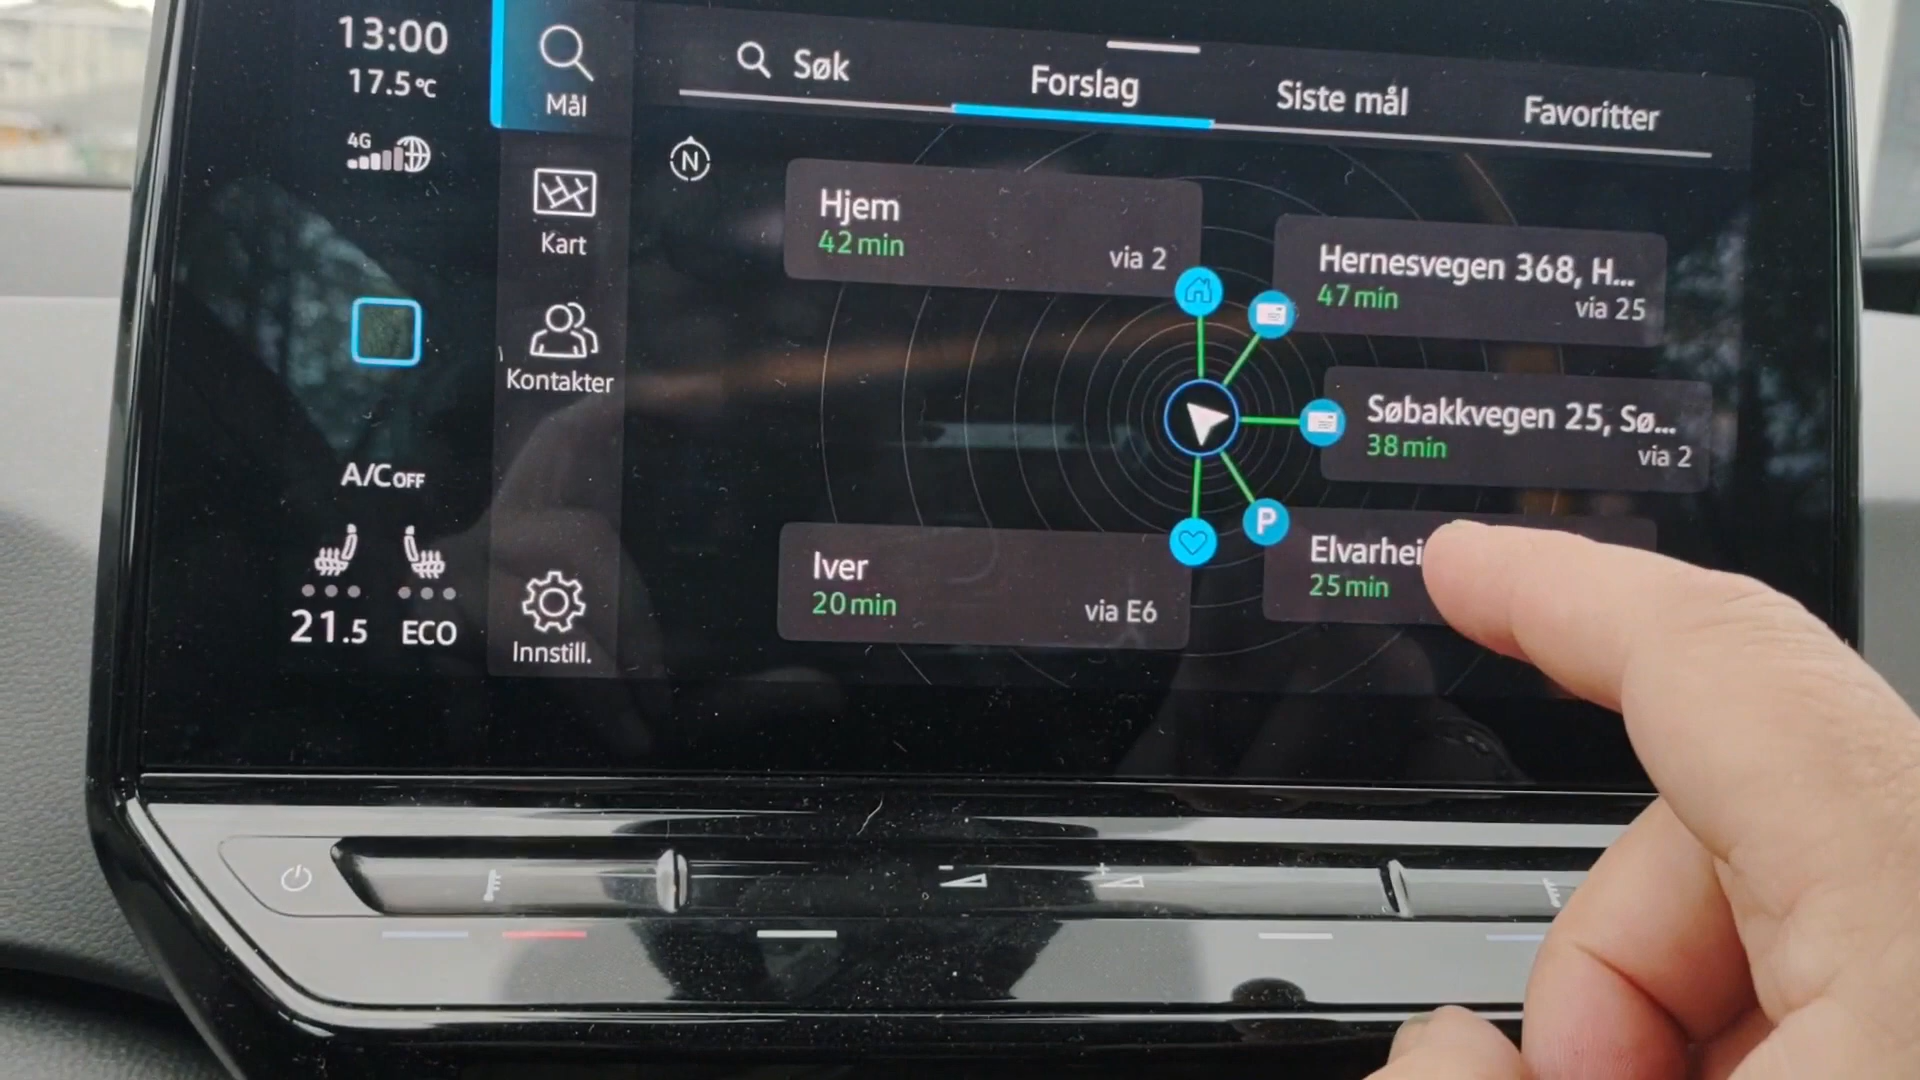 13:00
17.5°C
4G
A/C OFF
21.5
ECO
Mål
Kart
Kontakter
Innstill.
Søk
Forslag
Siste mål
Favoritter
N
Hjem
42 min
via 2
Hernesvegen 368, H...
47 min
via 25
Søbakkvegen 25, Sø...
38 min
via 2
P
25 min
Iver
20 min
via E6